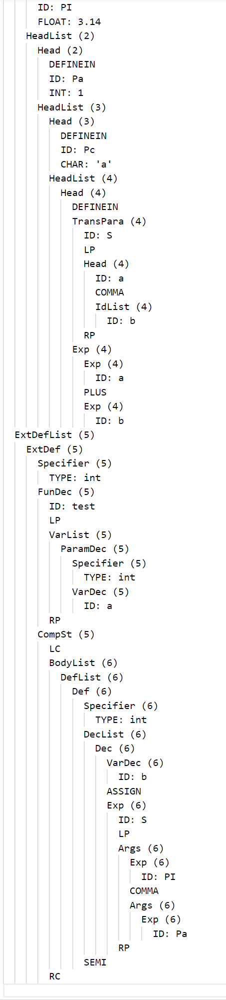 ID: PI
FLOAT: 3.14
HeadList (2)
Head (2)
DEFINEIN
ID: Pa
INT: 1
HeadList (3)
Head (3)
DEFINEIN
ID: Pc
CHAR: 'a'
HeadList (4)
Head (4)
DEFINEIN
TransPara (4)
ID: S
LP
Head (4)
ID: a
COMMA
IdList (4)
ID: b
RP
Exp (4)
Exp (4)
ID: a
PLUS
Exp (4)
ID: b
ExtDefList (5)
ExtDef (5)
Specifier (5)
TYPE: int
FunDec (5)
ID: test
LP
VarList (5)
ParamDec (5)
Specifier (5)
TYPE: int
VarDec (5)
ID: a
RP
CompSt (5)
LC
BodyList (6)
DefList (6)
Def (6)
Specifier (6)
TYPE: int
DecList (6)
Dec (6)
VarDec (6)
ID: b
ASSIGN
Exp (6)
ID: S
LP
Args (6)
Exp (6)
ID: PI
COMMA
Args (6)
Exp (6)
ID: Pa
RP
SEMI
RC